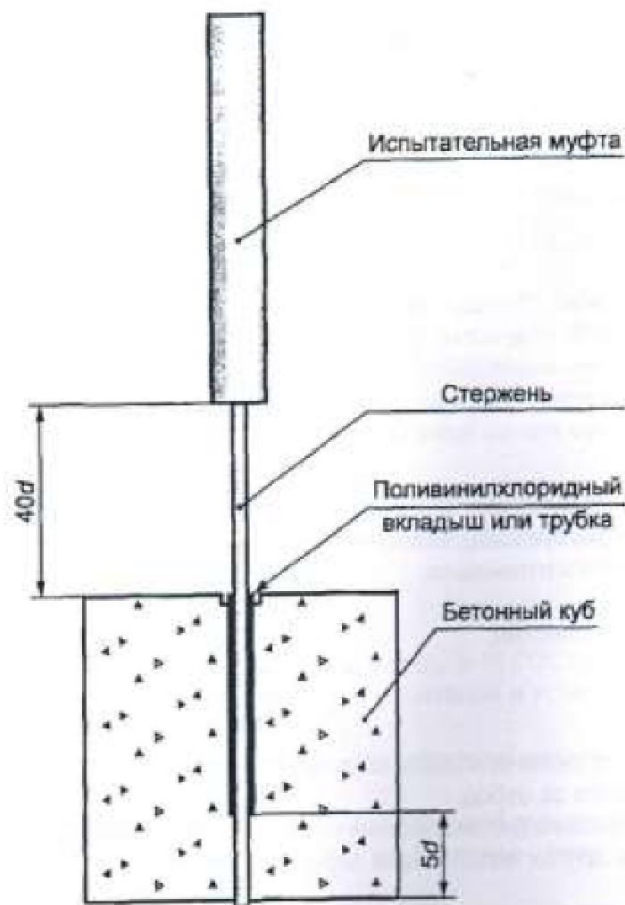 Испытательная муфта
Стержень
40d
Поливинилхлоридный
вкладыш или трубка
Бетонный куб
5d